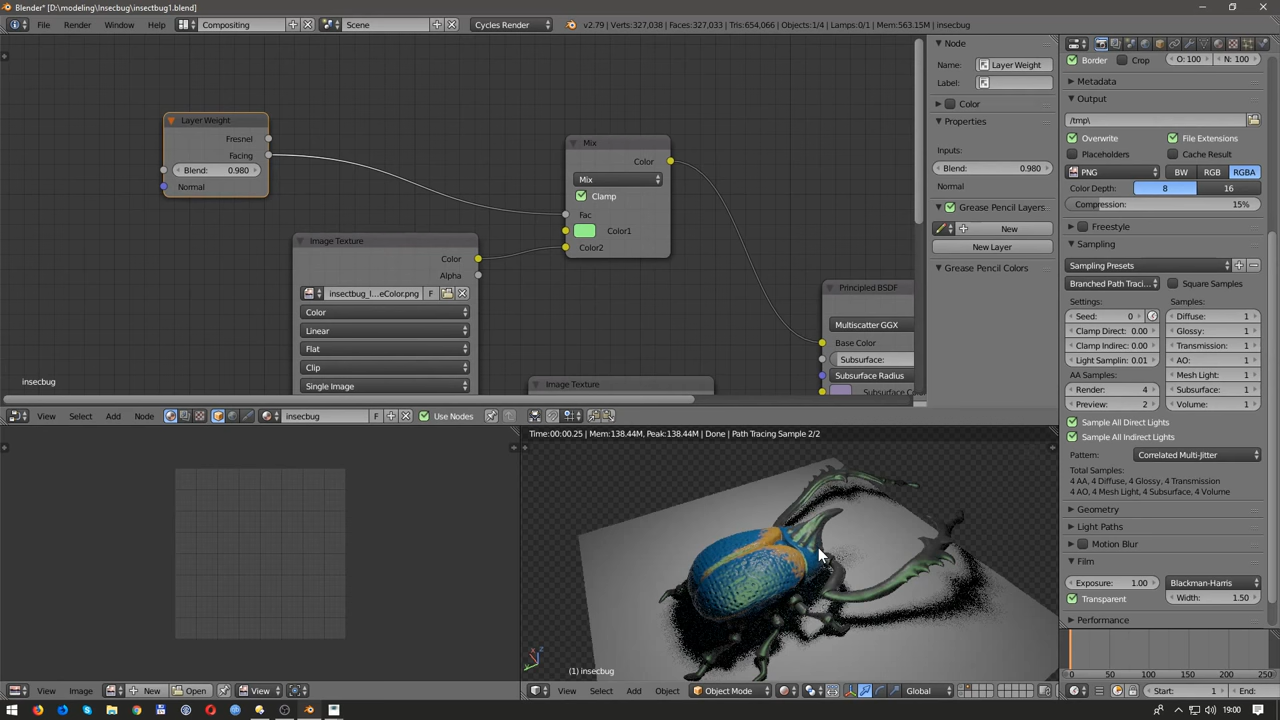 Blender* [D:\modeling\Insecbug\insectbug1.blend]
File Render Window Help Compositing Scene Cycles Render v2.79 | Verts:327,038 | Faces:327,033 | Tris:654,066 | Objects:1/4 | Lamps:0/1 | Mem:563.15M | insecbug
Layer Weight
Fresnel
Facing
Blend: 0.980
Normal
Mix
Color
Mix
Clamp
Fac
Color1
Color2
Image Texture
Color
Alpha
insectbug_l...eColor.png F
Color
Linear
Flat
Clip
Single Image
Image Texture
Principled BSDF
Multiscatter GGX
Base Color
Subsurface:
Subsurface Radius
Subsurface Co
insecbug
Node
Name: Layer Weight
Label:
Color
Properties
Inputs:
Blend: 0.980
Normal
Grease Pencil Layers
New
New Layer
Grease Pencil Colors
View Select Add Node insecbug F Use Nodes
Border Crop O: 100 N: 100
Metadata
Output
/tmp\
Overwrite File Extensions
Placeholders Cache Result
PNG BW RGB RGBA
Color Depth: 8 16
Compression: 15%
Freestyle
Sampling
Sampling Presets
Branched Path Traci... Square Samples
Settings: Samples:
Seed: 0 Diffuse: 1
Clamp Direct: 0.00 Glossy: 1
Clamp Indirec: 0.00 Transmission: 1
Light Samplin: 0.01 AO: 1
AA Samples: Mesh Light: 1
Render: 4 Subsurface: 1
Preview: 2 Volume: 1
Sample All Direct Lights
Sample All Indirect Lights
Pattern: Correlated Multi-Jitter
Total Samples:
4 AA, 4 Diffuse, 4 Glossy, 4 Transmission
4 AO, 4 Mesh Light, 4 Subsurface, 4 Volume
Geometry
Light Paths
Motion Blur
Film
Exposure: 1.00 Blackman-Harris
Transparent Width: 1.50
Performance
Time:00:00.25 | Mem:138.44M, Peak:138.44M | Done | Path Tracing Sample 2/2
(1) insecbug
View Image New Open View
View Select Add Object Object Mode Global
0 50 100 150 200 250
Start: 1 End:
19:00